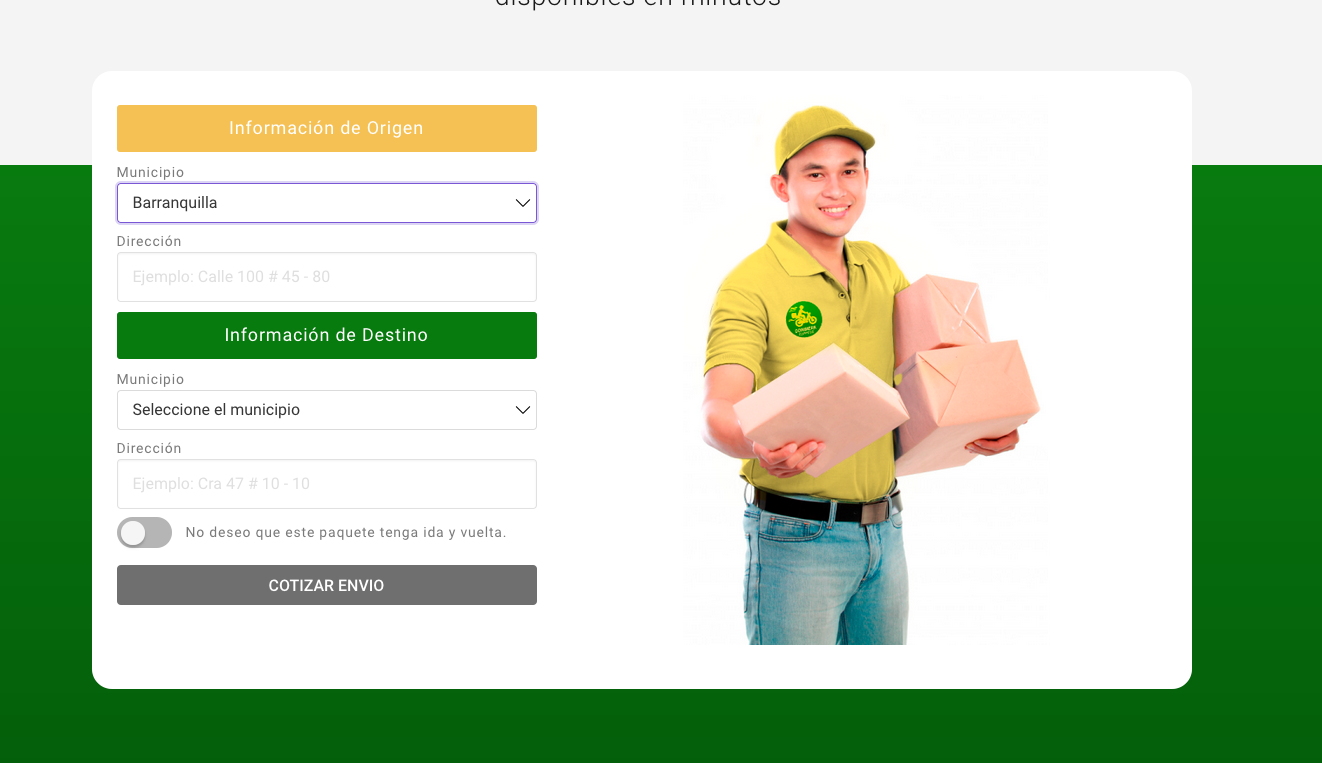 disponibles en minutos
Información de Origen
Municipio
Barranquilla
Dirección
Ejemplo: Calle 100 # 45 - 80
Información de Destino
Municipio
Seleccione el municipio
Dirección
Ejemplo: Cra 47 # 10 - 10
No deseo que este paquete tenga ida y vuelta.
COTIZAR ENVIO